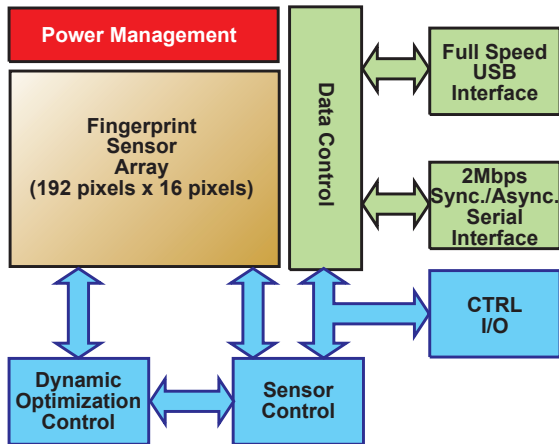 Power Management
Fingerprint
Sensor
Array
(192 pixels x 16 pixels)
Data Control
Full Speed
USB
Interface
2Mbps
Sync./Async.
Serial
Interface
CTRL
I/O
Dynamic
Optimization
Control
Sensor
Control